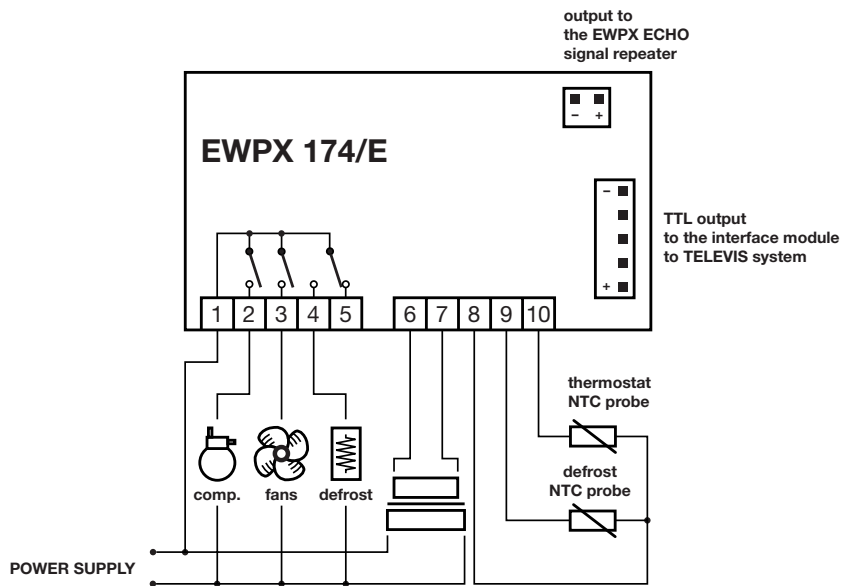 output to
the EWPX ECHO
signal repeater
- +
EWPX 174/E
-
+
TTL output
to the interface module
to TELEVIS system
1 2 3 4 5 6 7 8 9 10
thermostat
NTC probe
defrost
NTC probe
comp. fans defrost
POWER SUPPLY